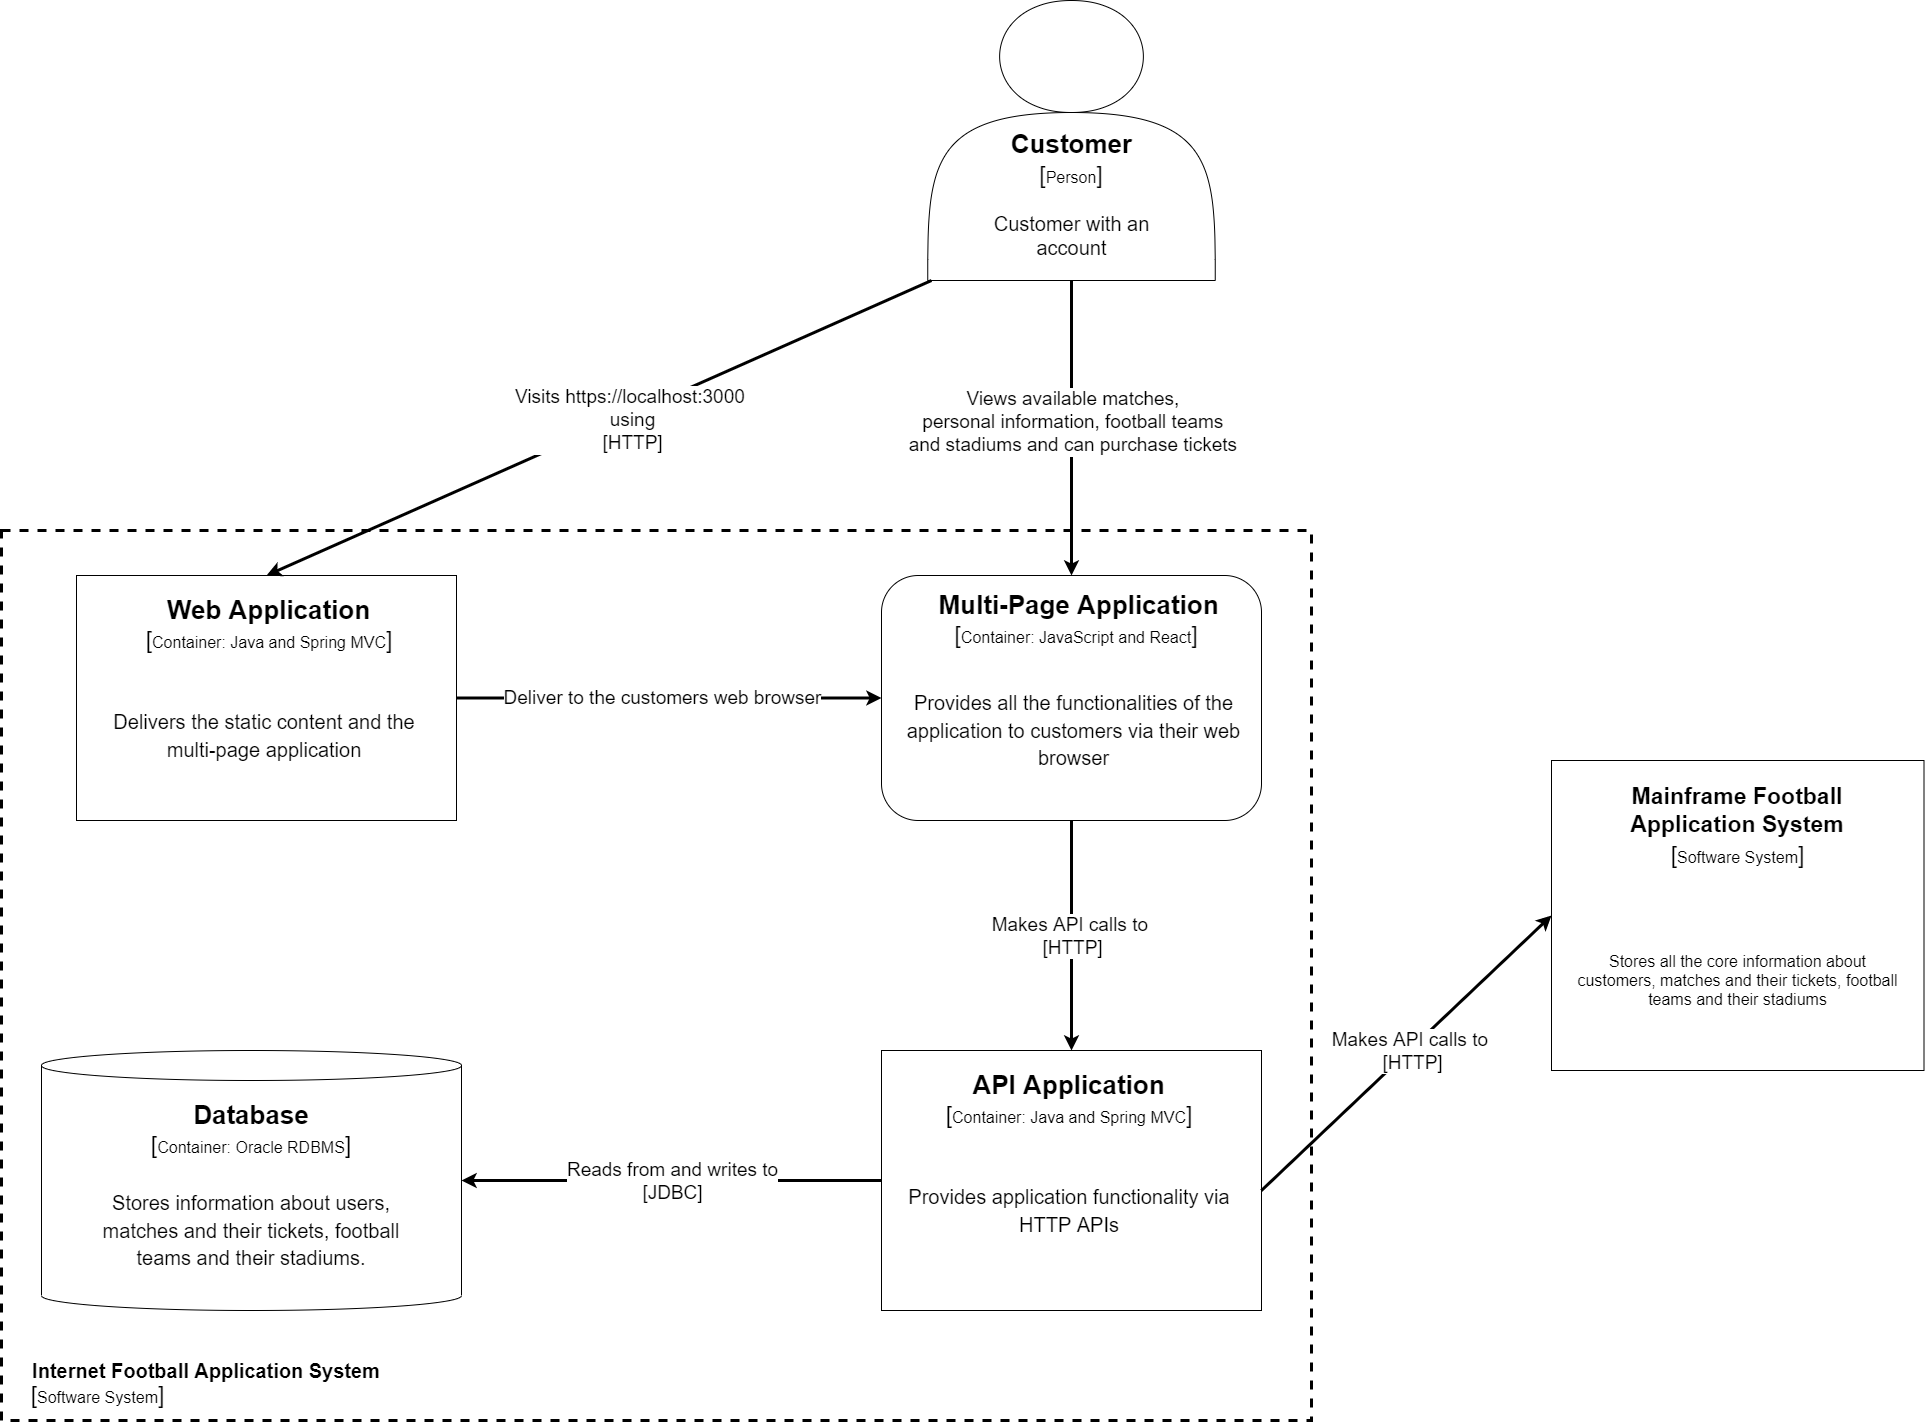 Customer
[Person]
Customer with an
account
Visits https://localhost:3000
using
[HTTP]
Views available matches,
personal information, football teams
and stadiums and can purchase tickets
Web Application
[Container: Java and Spring MVC]
Delivers the static content and the
multi-page application
Deliver to the customers web browser
Multi-Page Application
[Container: JavaScript and React]
Provides all the functionalities of the
application to customers via their web
browser
Mainframe Football
Application System
[Software System]
Stores all the core information about
customers, matches and their tickets, football
teams and their stadiums
Makes API calls to
[HTTP]
Makes API calls to
[HTTP]
Database
[Container: Oracle RDBMS]
Stores information about users,
matches and their tickets, football
teams and their stadiums.
Reads from and writes to
[JDBC]
API Application
[Container: Java and Spring MVC]
Provides application functionality via
HTTP APIs
Internet Football Application System
[Software System]